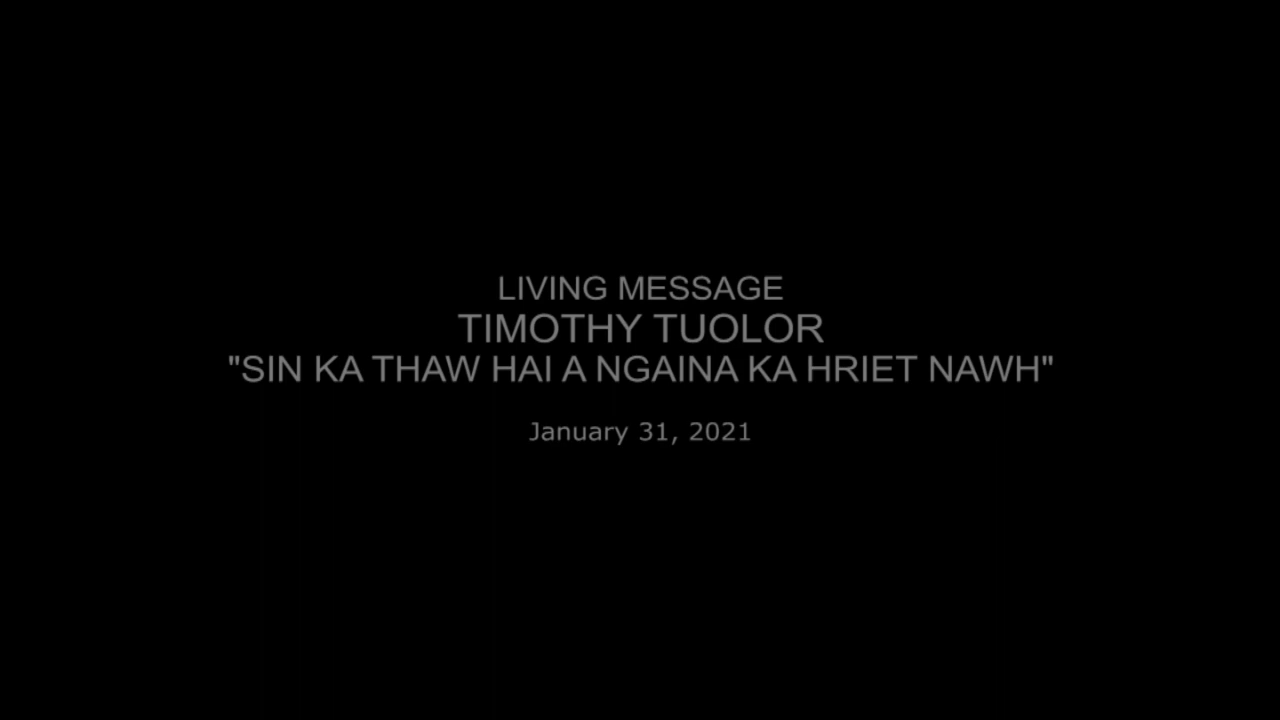 LIVING MESSAGE
TIMOTHY TUOLOR
"SIN KA THAW HAI A NGAINA KA HRIET NAWH"
January 31, 2021